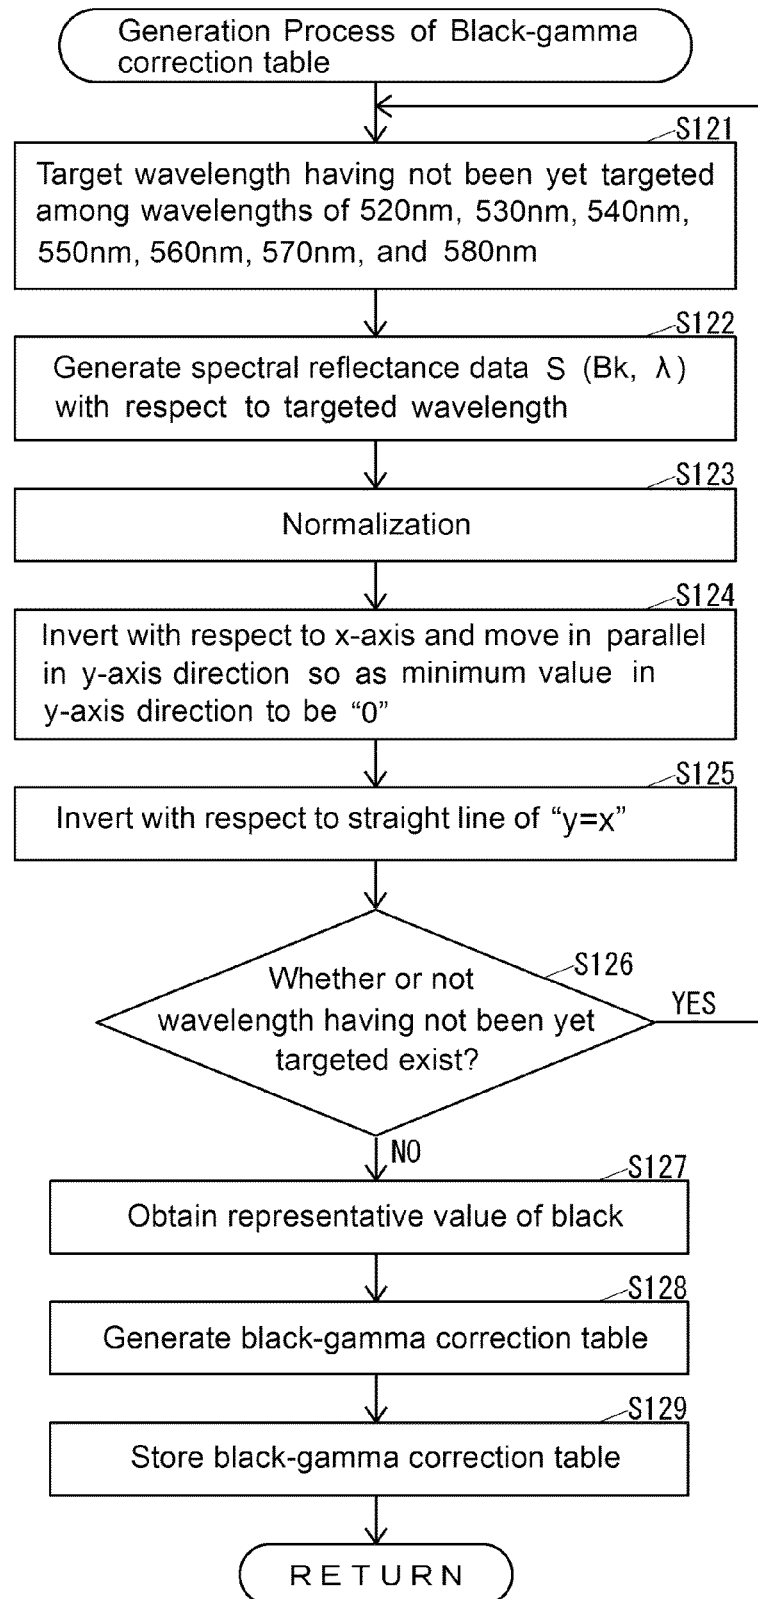 Generation Process of Black-gamma
correction table
S121
Target wavelength having not been yet targeted
among wavelengths of 520nm, 530nm, 540nm,
550nm, 560nm, 570nm, and 580nm
S122
Generate spectral reflectance data S (Bk, λ)
with respect to targeted wavelength
S123
Normalization
S124
Invert with respect to x-axis and move in parallel
in y-axis direction so as minimum value in
y-axis direction to be “0”
S125
Invert with respect to straight line of “y=x”
S126
Whether or not
wavelength having not been yet
targeted exist?
YES
NO
S127
Obtain representative value of black
S128
Generate black-gamma correction table
S129
Store black-gamma correction table
RETURN